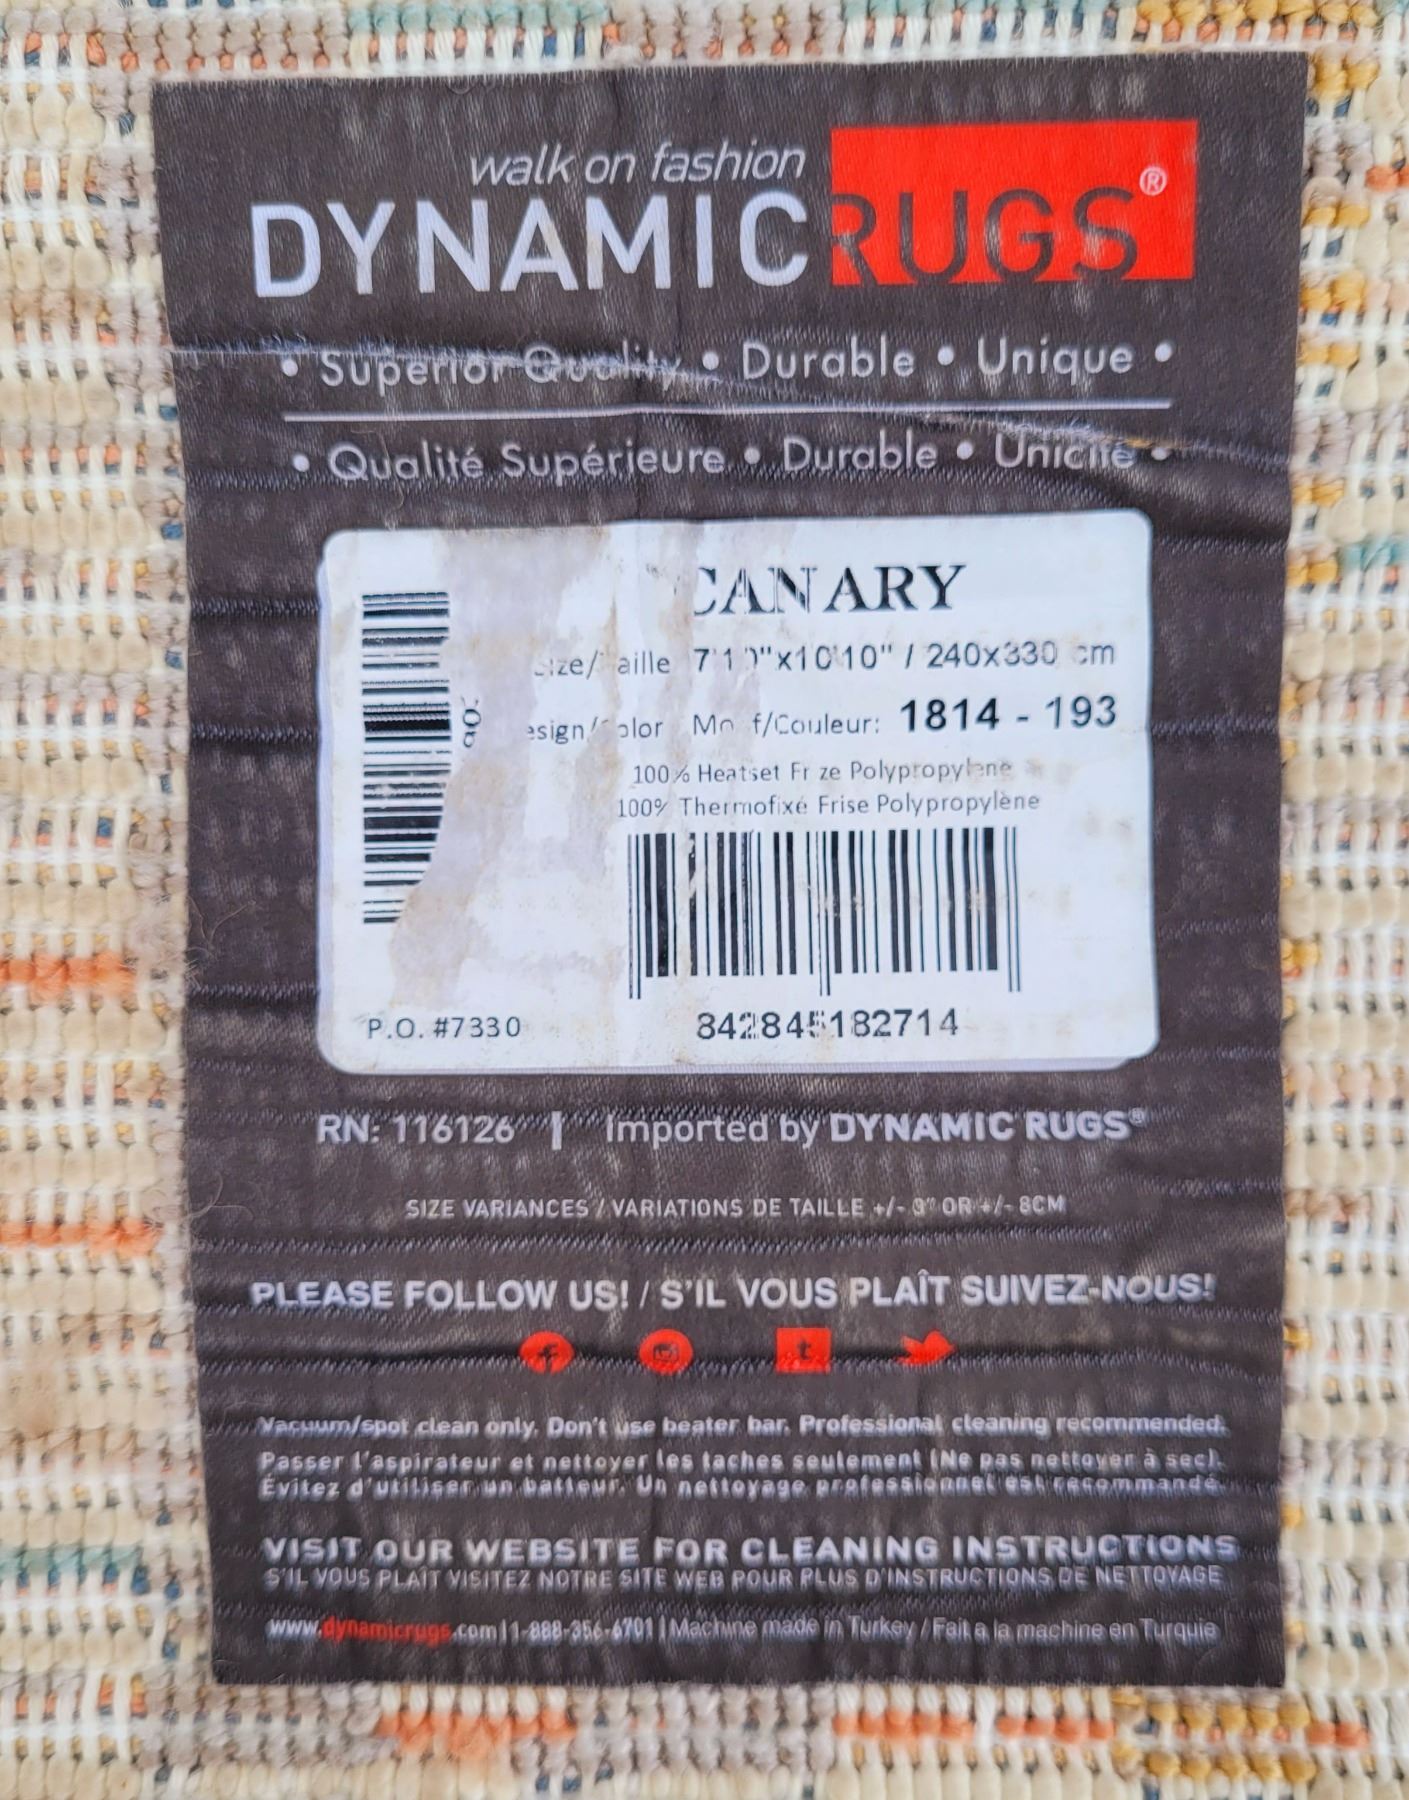 walk on fashion
DYNAMIC RUGS®
• Superior Quality • Durable • Unique •
• Qualité Supérieure • Durable • Unicité •
CANARY
Size/Taille 7'10"x10'10" / 240x330 cm
Design/Color Motif/Couleur: 1814 - 193
100% Heatset Frize Polypropylene
100% Thermofixé Frise Polypropylène
P.O. #7330
842845182714
RN: 116126 | Imported by DYNAMIC RUGS®
SIZE VARIANCES / VARIATIONS DE TAILLE +/- 3" OR +/- 8CM
PLEASE FOLLOW US! / S'IL VOUS PLAÎT SUIVEZ-NOUS!
f t
Vacuum/spot clean only. Don't use beater bar. Professional cleaning recommended.
Passer l'aspirateur et nettoyer les taches seulement (Ne pas nettoyer à sec).
Évitez d'utiliser un batteur. Un nettoyage professionnel est recommandé.
VISIT OUR WEBSITE FOR CLEANING INSTRUCTIONS
S'IL VOUS PLAÎT VISITEZ NOTRE SITE WEB POUR PLUS D'INSTRUCTIONS DE NETTOYAGE
www.dynamicrugs.com | 1-888-356-6701 | Machine made in Turkey / Fait a la machine en Turquie